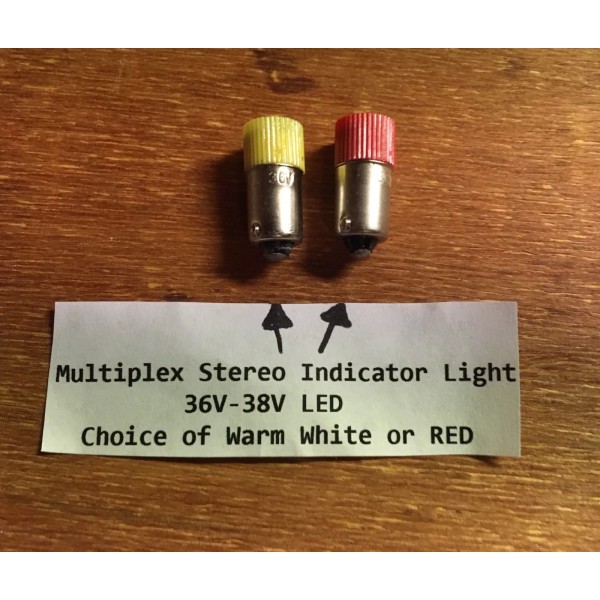 36V
Multiplex Stereo Indicator Light
36V-38V LED
Choice of Warm White or RED